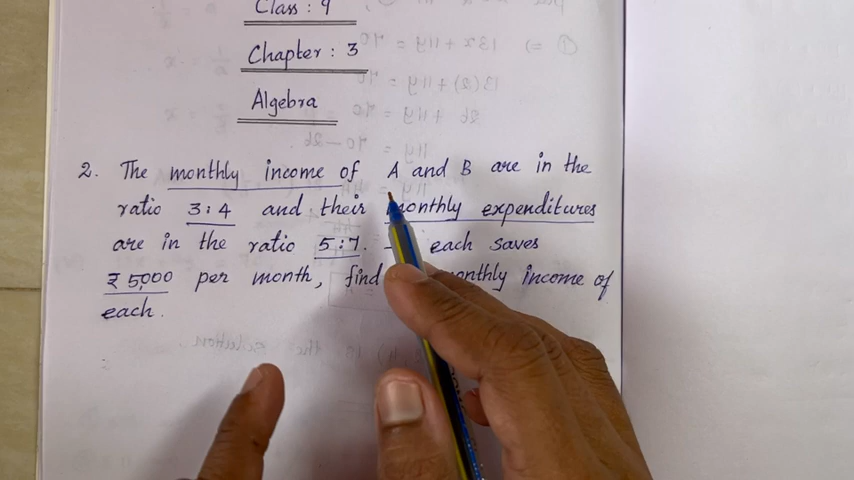 Class : 9
Chapter : 3
Algebra
2. The monthly income of A and B are in the
ratio 3:4 and their monthly expenditures
are in the ratio 5:7. each saves
₹ 5,000 per month, find monthly income of
each.